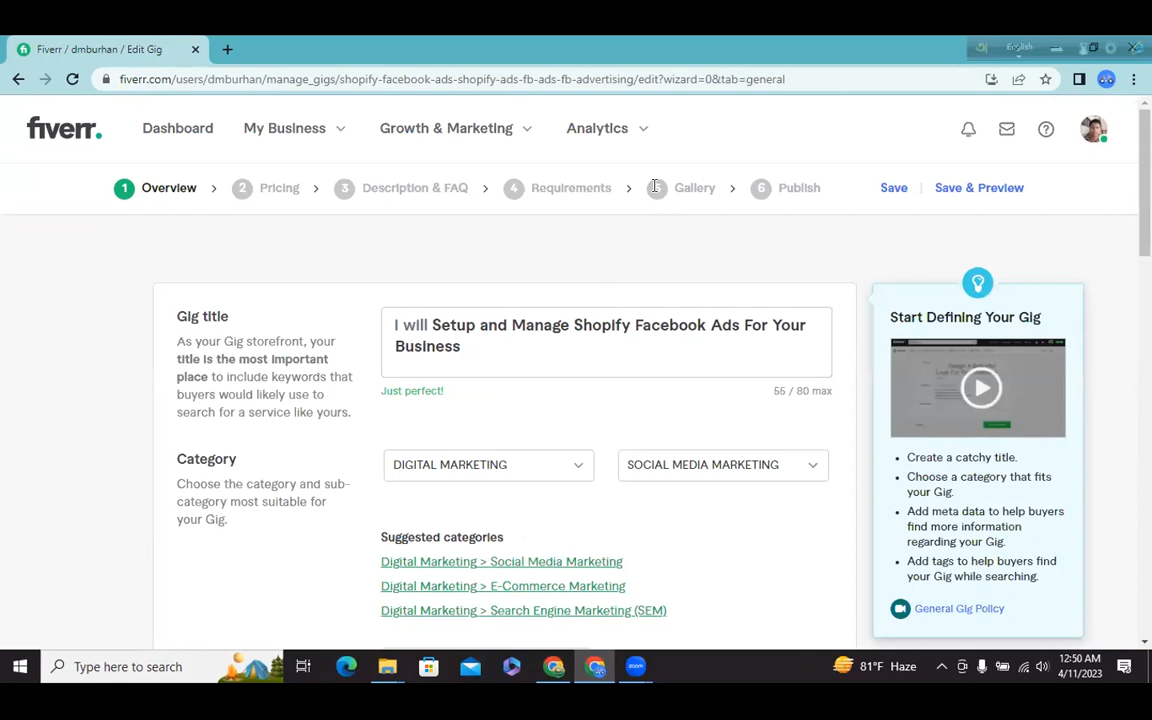 Fiverr / dmburhan / Edit Gig
English
fiverr.com/users/dmburhan/manage_gigs/shopify-facebook-ads-shopify-ads-fb-ads-fb-advertising/edit?wizard=0&tab=general
fiverr. Dashboard My Business Growth & Marketing Analytics
1 Overview 2 Pricing 3 Description & FAQ 4 Requirements 5 Gallery 6 Publish Save Save & Preview
Gig title
As your Gig storefront, your
title is the most important
place to include keywords that
buyers would likely use to
search for a service like yours.
I will Setup and Manage Shopify Facebook Ads For Your
Business
Just perfect! 55 / 80 max
Category
Choose the category and sub-
category most suitable for
your Gig.
DIGITAL MARKETING SOCIAL MEDIA MARKETING
Suggested categories
Digital Marketing > Social Media Marketing
Digital Marketing > E-Commerce Marketing
Digital Marketing > Search Engine Marketing (SEM)
Start Defining Your Gig
Create a catchy title.
Choose a category that fits
your Gig.
Add meta data to help buyers
find more information
regarding your Gig.
Add tags to help buyers find
your Gig while searching.
General Gig Policy
Type here to search
zoom
81°F Haze
12:50 AM
4/11/2023